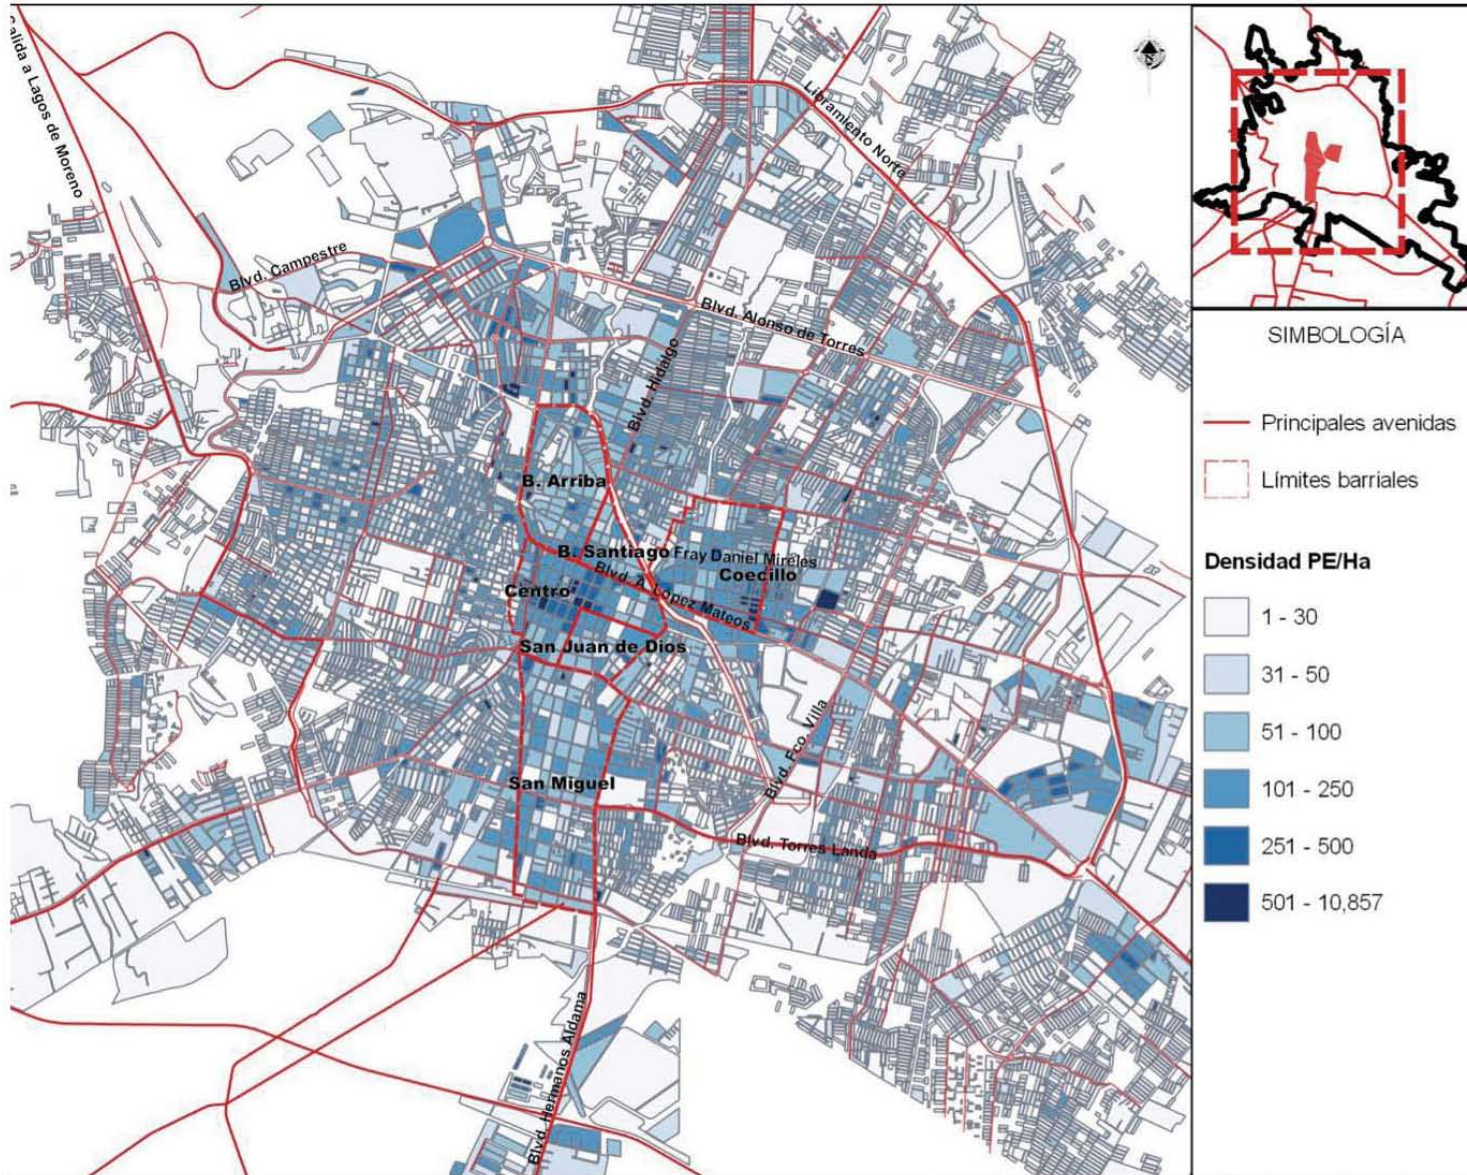 Salida a Lagos de Moreno
Libramiento Norte
Blvd. Campestre
Blvd. Alonso de Torres
Blvd. Hidalgo
B. Arriba
B. Santiago
Fray Daniel Mireles
Coecillo
Centro
Blvd. A. López Mateos
San Juan de Dios
Blvd. Fco. Villa
San Miguel
Blvd. Torres Landa
Blvd. Hermanos Aldama
SIMBOLOGÍA
Principales avenidas
Límites barriales
Densidad PE/Ha
1 - 30
31 - 50
51 - 100
101 - 250
251 - 500
501 - 10,857